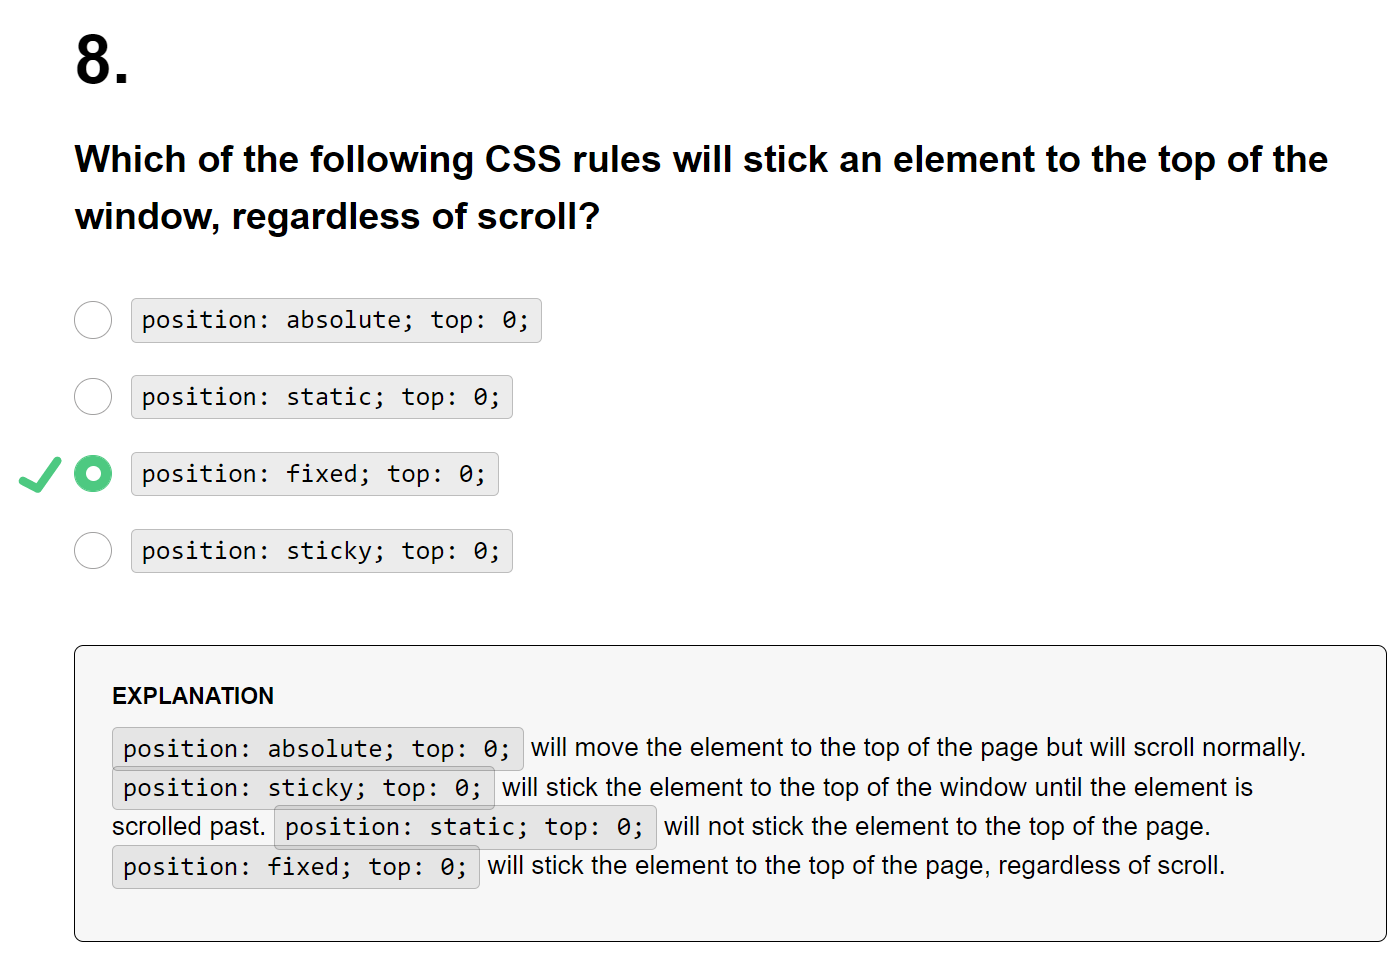 8.
Which of the following CSS rules will stick an element to the top of the
window, regardless of scroll?
position: absolute; top: 0;
position: static; top: 0;
position: fixed; top: 0;
position: sticky; top: 0;
EXPLANATION
position: absolute; top: 0; will move the element to the top of the page but will scroll normally.
position: sticky; top: 0; will stick the element to the top of the window until the element is
scrolled past. position: static; top: 0; will not stick the element to the top of the page.
position: fixed; top: 0; will stick the element to the top of the page, regardless of scroll.